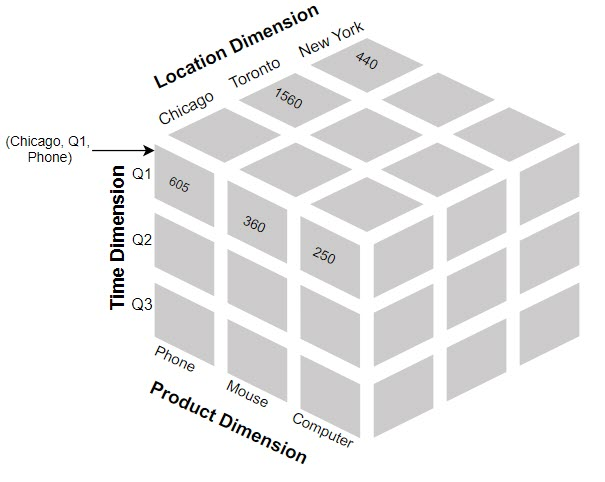 Location Dimension
New York
Toronto
Chicago
440
1560
(Chicago, Q1,
Phone)
Time Dimension
Q1
Q2
Q3
605
360
250
Phone
Mouse
Computer
Product Dimension